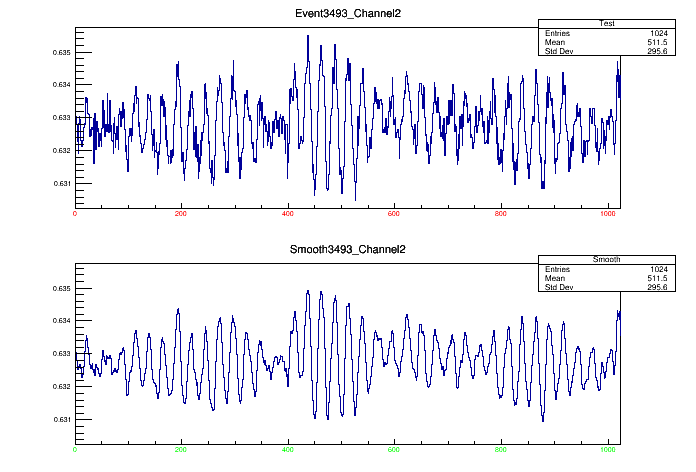 Event3493_Channel2
Test
Entries 1024
Mean 511.5
Std Dev 295.6
0.635
0.634
0.633
0.632
0.631
0 200 400 600 800 1000
Smooth3493_Channel2
Smooth
Entries 1024
Mean 511.5
Std Dev 295.6
0.635
0.634
0.633
0.632
0.631
0 200 400 600 800 1000